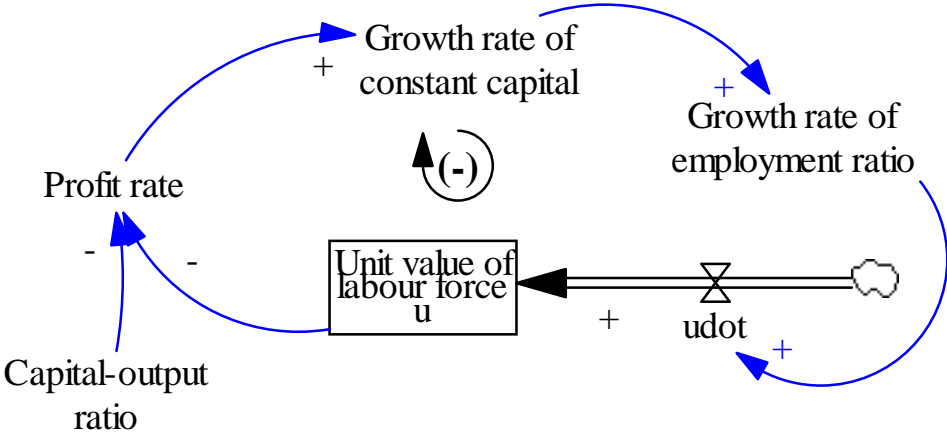 Growth rate of
constant capital
+
+
Growth rate of
employment ratio
(-)
Profit rate
-
-
Unit value of
labour force
u
+
udot
+
Capital-output
ratio